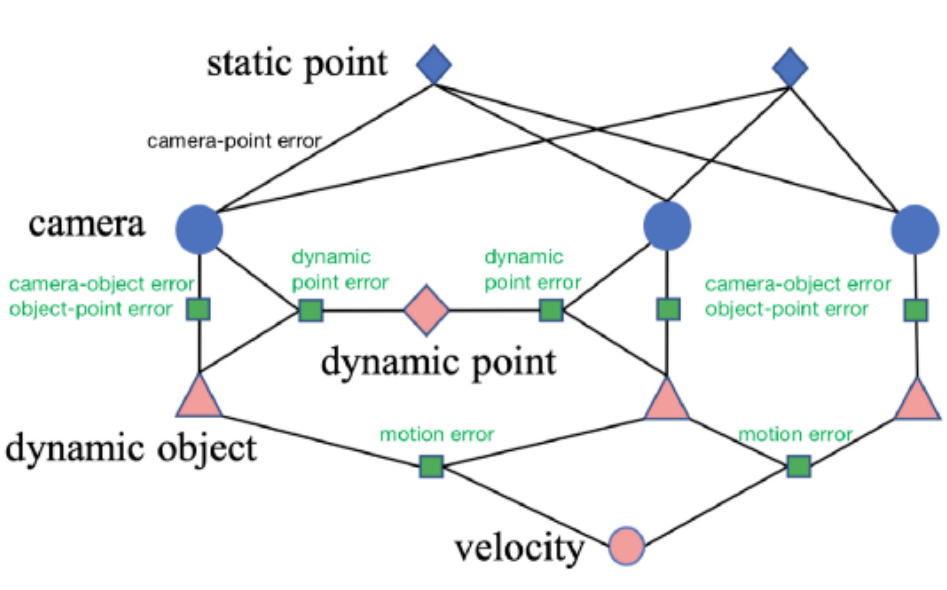 static point
camera-point error
camera
dynamic
point error
dynamic
point error
camera-object error
object-point error
camera-object error
object-point error
dynamic point
dynamic object
motion error
motion error
velocity